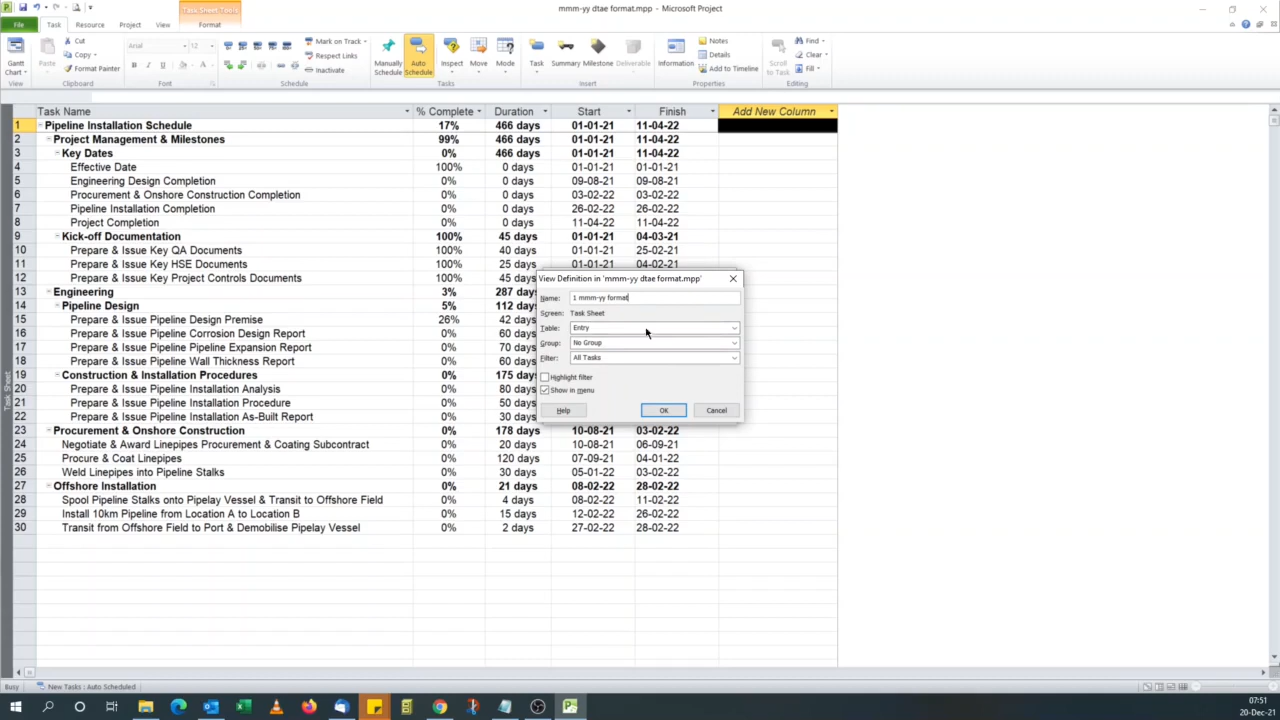 mmm-yy dtae format.mpp - Microsoft Project
Task Sheet Tools
File Task Resource Project View Format
Gantt Chart
View
Paste
Cut
Copy
Format Painter
Clipboard
Arial 12
B I U
Font
Mark on Track
Respect Links
Inactivate
Schedule
Manually Schedule
Auto Schedule
Inspect Move Mode
Tasks
Task Summary Milestone Deliverable
Insert
Information
Notes
Details
Add to Timeline
Properties
Scroll to Task
Find
Clear
Fill
Editing
Task Name % Complete Duration Start Finish Add New Column
1 Pipeline Installation Schedule 17% 466 days 01-01-21 11-04-22
2 Project Management & Milestones 99% 466 days 01-01-21 11-04-22
3 Key Dates 0% 466 days 01-01-21 11-04-22
4 Effective Date 100% 0 days 01-01-21 01-01-21
5 Engineering Design Completion 0% 0 days 09-08-21 09-08-21
6 Procurement & Onshore Construction Completion 0% 0 days 03-02-22 03-02-22
7 Pipeline Installation Completion 0% 0 days 26-02-22 26-02-22
8 Project Completion 0% 0 days 11-04-22 11-04-22
9 Kick-off Documentation 100% 45 days 01-01-21 04-03-21
10 Prepare & Issue Key QA Documents 100% 40 days 01-01-21 25-02-21
11 Prepare & Issue Key HSE Documents 100% 25 days 01-01-21 04-02-21
12 Prepare & Issue Key Project Controls Documents 100% 45 days
13 Engineering 3% 287 days
14 Pipeline Design 5% 112 days
15 Prepare & Issue Pipeline Design Premise 26% 42 days
16 Prepare & Issue Pipeline Corrosion Design Report 0% 60 days
17 Prepare & Issue Pipeline Pipeline Expansion Report 0% 70 days
18 Prepare & Issue Pipeline Wall Thickness Report 0% 60 days
19 Construction & Installation Procedures 0% 175 days
20 Prepare & Issue Pipeline Installation Analysis 0% 80 days
21 Prepare & Issue Pipeline Installation Procedure 0% 50 days
22 Prepare & Issue Pipeline Installation As-Built Report 0% 30 days
23 Procurement & Onshore Construction 0% 178 days 10-08-21 03-02-22
24 Negotiate & Award Linepipes Procurement & Coating Subcontract 0% 20 days 10-08-21 06-09-21
25 Procure & Coat Linepipes 0% 120 days 07-09-21 04-01-22
26 Weld Linepipes into Pipeline Stalks 0% 30 days 05-01-22 03-02-22
27 Offshore Installation 0% 21 days 08-02-22 28-02-22
28 Spool Pipeline Stalks onto Pipelay Vessel & Transit to Offshore Field 0% 4 days 08-02-22 11-02-22
29 Install 10km Pipeline from Location A to Location B 0% 15 days 12-02-22 26-02-22
30 Transit from Offshore Field to Port & Demobilise Pipelay Vessel 0% 2 days 27-02-22 28-02-22
View Definition in 'mmm-yy dtae format.mpp'
Name: 1 mmm-yy format
Screen: Task Sheet
Table: Entry
Group: No Group
Filter: All Tasks
Highlight filter
Show in menu
Help OK Cancel
Task Sheet
Busy New Tasks : Auto Scheduled
07:51
20-Dec-21